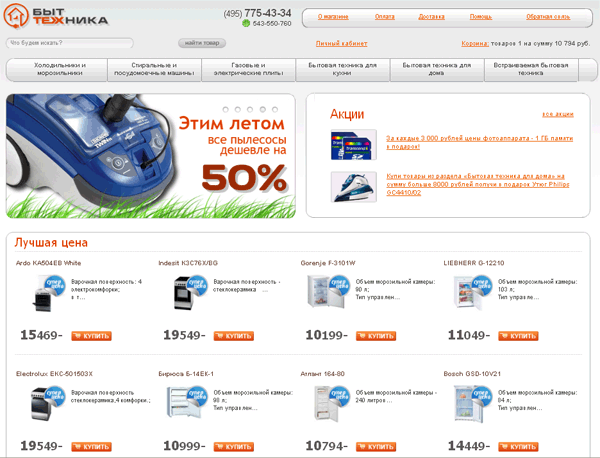 БЫТ
ТЕХНИКА
(495) 775-43-34
643-550-760
О магазине
Оплата
Доставка
Помощь
Обратная связь
Что будем искать?
найти товар
Личный кабинет
Корзина: товаров 1 на сумму 10 794 руб.
Холодильники и морозильники
Спиральные и посудомоечные машины
Газовые и электрические плиты
Бытовая техника для кухни
Бытовая техника для дома
Встраиваемая бытовая техника
Этим летом
все пылесосы
дешевле на
50%
Акции
все акции
За каждые 3 000 рублей цены фотоаппарата - 1 ГБ памяти
в подарок!
Купи товары из раздела «Бытовая техника для дома» на
сумму больше 8000 рублей получи в подарок Утюг Philips
GC4410/02
Лучшая цена
Ardo KA504EB White
супер цена
Варочная поверхность: 4
электрокомфорки;
в т...
15469-
КУПИТЬ
Indesit K3C76X/BG
супер цена
Варочная поверхность -
стеклокерамика ...
19549-
КУПИТЬ
Gorenje F-3101W
супер цена
Объем морозильной камеры:
90 л;
Тип управлен...
10199-
КУПИТЬ
LIEBHERR G-12210
супер цена
Объем морозильной камеры:
103 л;
Тип управле...
11049-
КУПИТЬ
Electrolux EKC-501503X
супер цена
Варочная поверхность
стеклокерамика,4 комфорки.;
19549-
КУПИТЬ
Бирюса Б-14ЕК-1
супер цена
Объем морозильной камеры:
98 л;
Тип управлен...
10999-
КУПИТЬ
Атлант 164-80
супер цена
Объем морозильной камеры
- 240 литров...
10794-
КУПИТЬ
Bosch GSD-10V21
супер цена
Объем морозильной камеры:
84 л;
Тип управлен...
14449-
КУПИТЬ